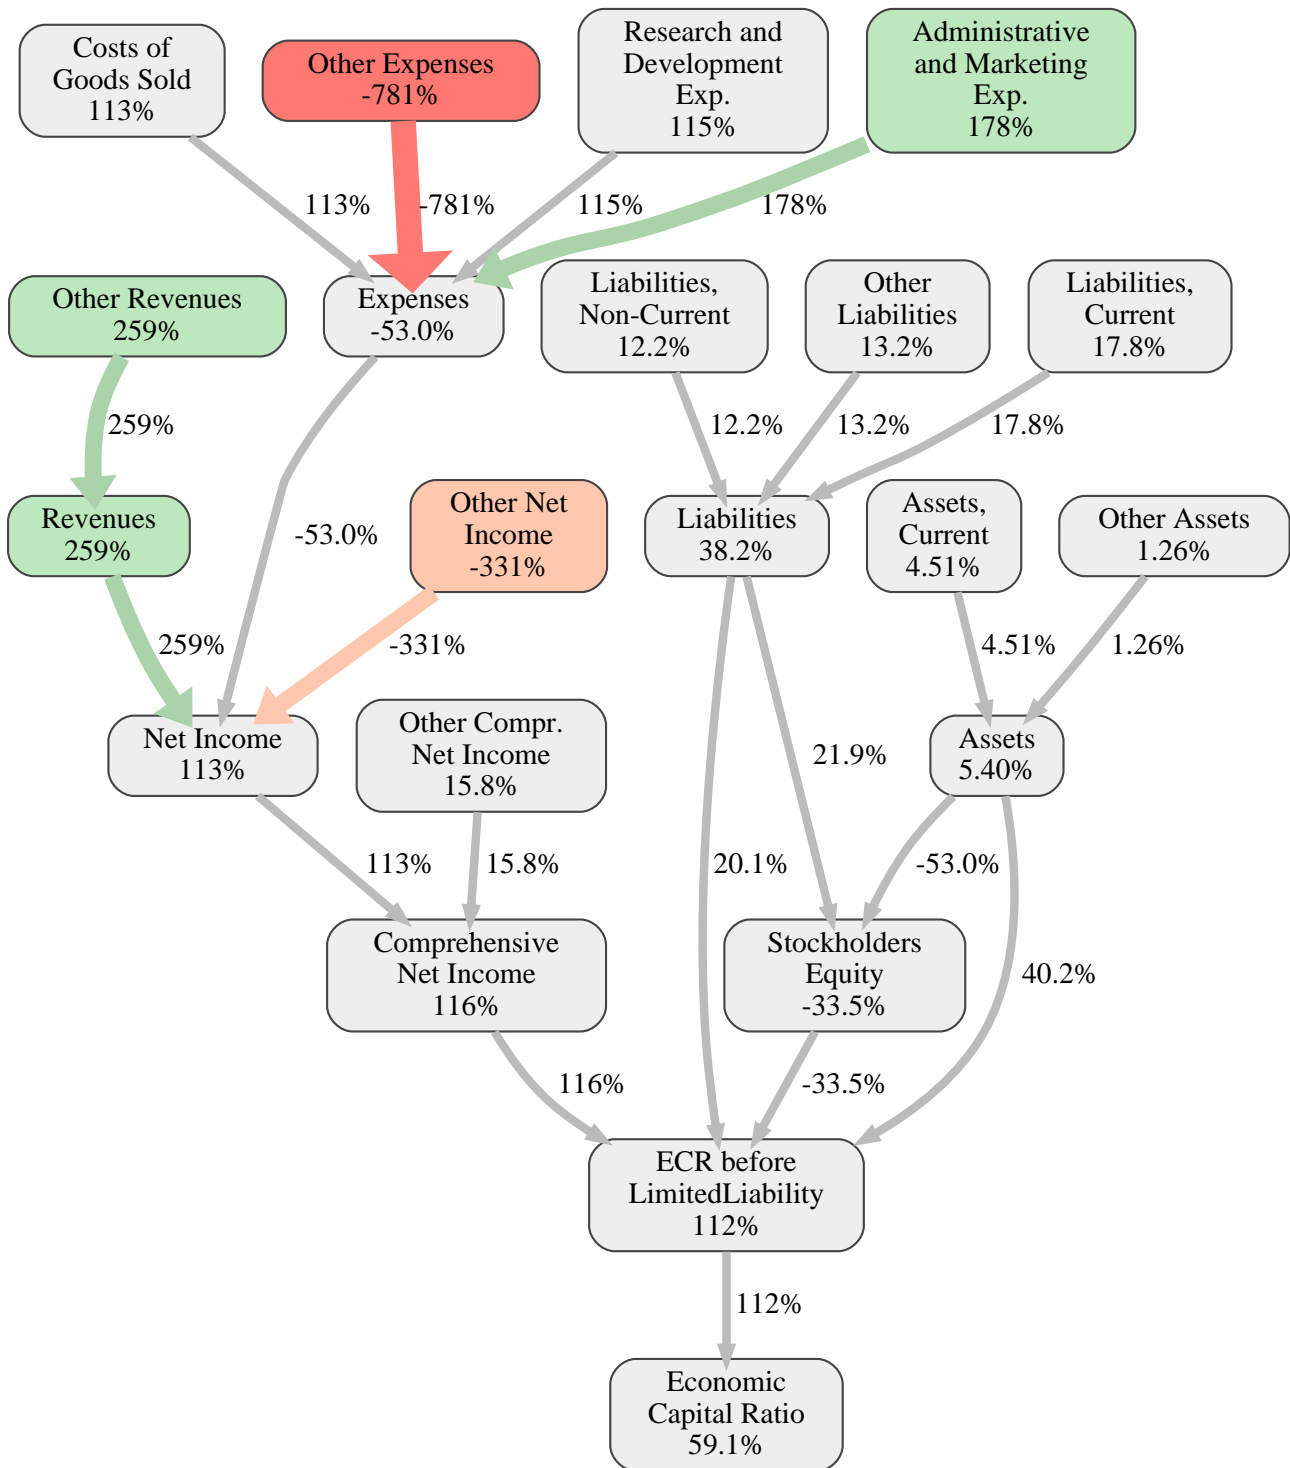 Costs of
Goods Sold
113%
Other Expenses
-781%
Research and
Development
Exp.
115%
Administrative
and Marketing
Exp.
178%
113%
-781%
115%
178%
Other Revenues
259%
Expenses
-53.0%
Liabilities,
Non-Current
12.2%
Other
Liabilities
13.2%
Liabilities,
Current
17.8%
259%
12.2%
13.2%
17.8%
Revenues
259%
-53.0%
Other Net
Income
-331%
Liabilities
38.2%
Assets,
Current
4.51%
Other Assets
1.26%
259%
-331%
4.51%
1.26%
Net Income
113%
Other Compr.
Net Income
15.8%
21.9%
Assets
5.40%
113%
15.8%
20.1%
-53.0%
Comprehensive
Net Income
116%
Stockholders
Equity
-33.5%
40.2%
116%
-33.5%
ECR before
LimitedLiability
112%
112%
Economic
Capital Ratio
59.1%